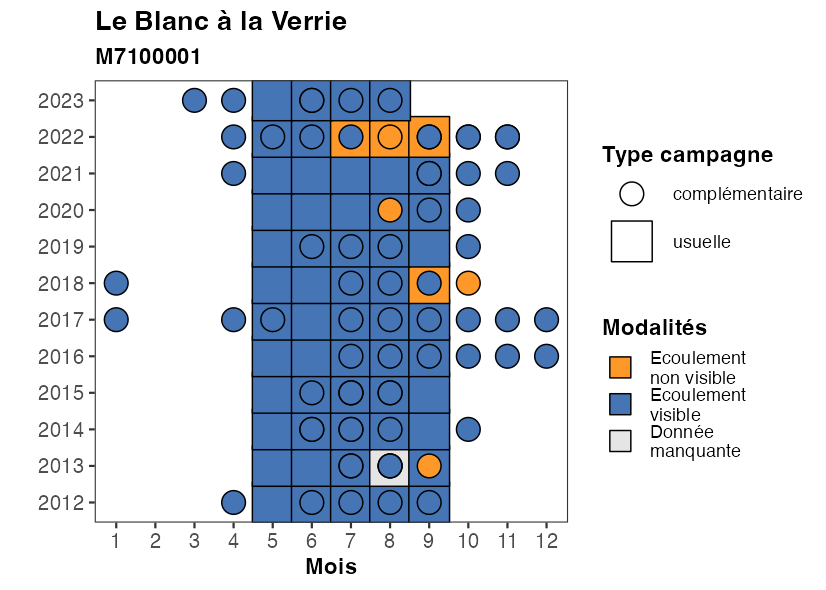 Le Blanc à la Verrie
M7100001
2023
2022
2021
2020
2019
2018
2017
2016
2015
2014
2013
2012
1 2 3 4 5 6 7 8 9 10 11 12
Mois
Type campagne
complémentaire
usuelle
Modalités
Ecoulement
non visible
Ecoulement
visible
Donnée
manquante